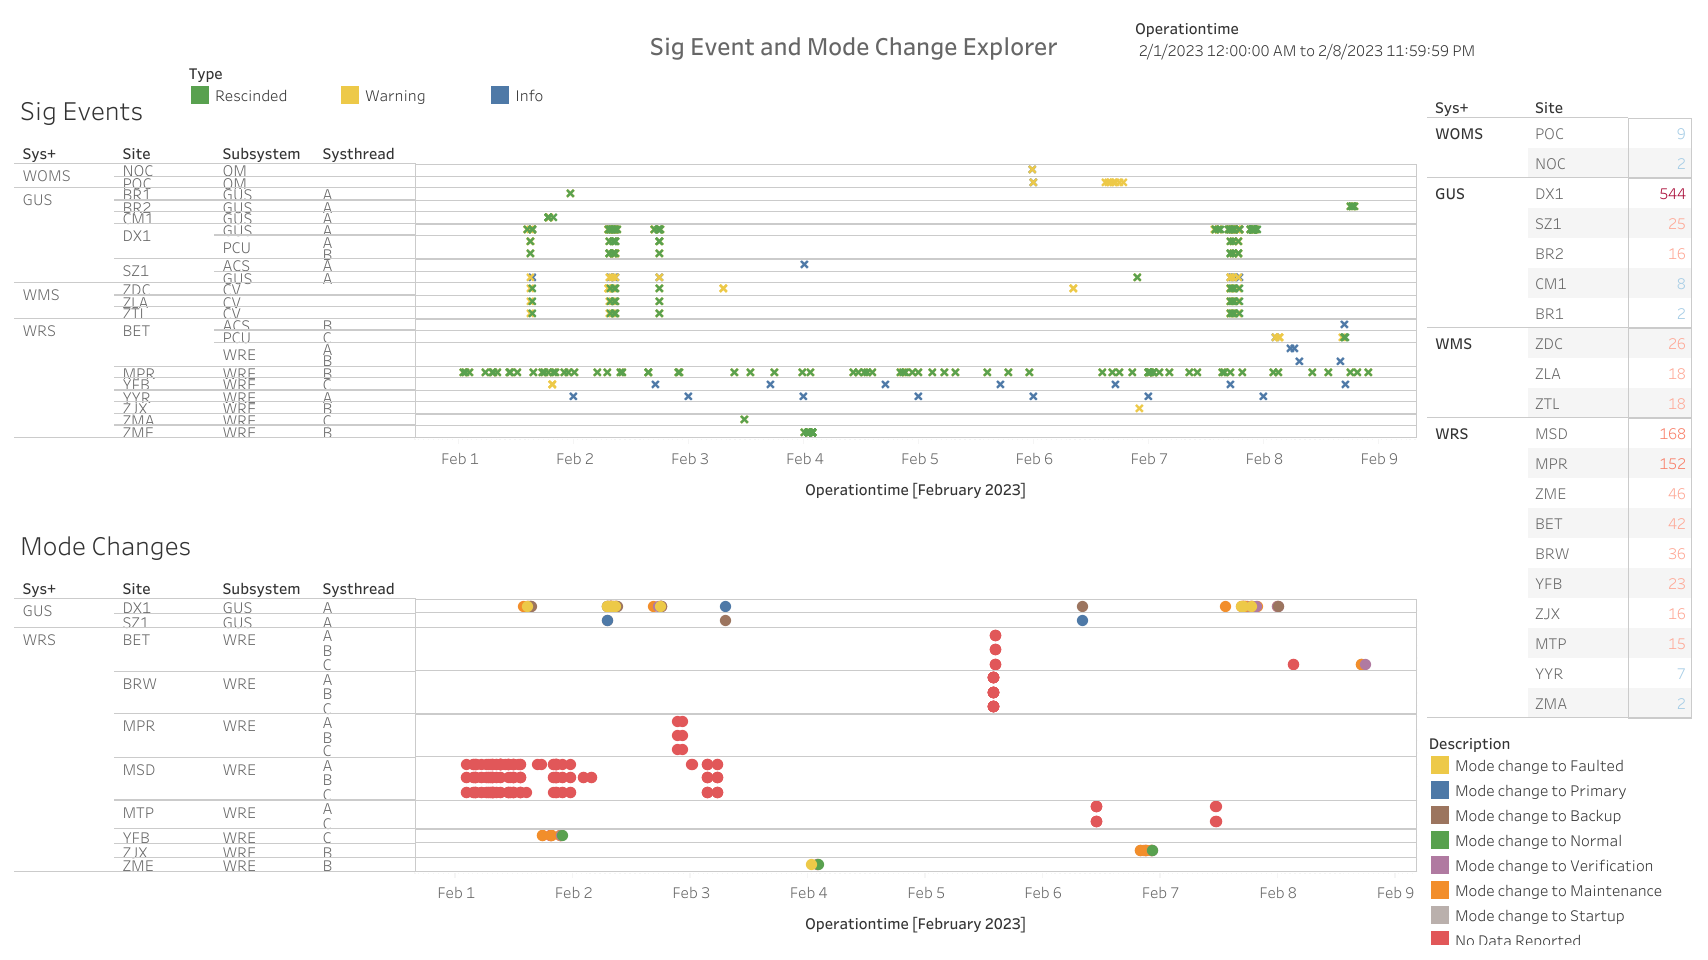 Sig Event and Mode Change Explorer
Operationtime
2/1/2023 12:00:00 AM to 2/8/2023 11:59:59 PM
Type
Rescinded Warning Info
Sig Events
Sys+ Site Subsystem Systhread
WOMS NOC OM
POC OM
GUS BR1 GUS A
BR2 GUS A
CM1 GUS A
DX1 GUS A
PCU A
B
SZ1 ACS A
GUS A
WMS ZDC CV
ZLA CV
ZTL CV
WRS BET ACS B
PCU C
WRE A
B
MPR WRE B
YFB WRE C
YYR WRE A
ZJX WRE B
ZMA WRE C
ZME WRE B
Feb 1 Feb 2 Feb 3 Feb 4 Feb 5 Feb 6 Feb 7 Feb 8 Feb 9
Operationtime [February 2023]
Mode Changes
Sys+ Site Subsystem Systhread
GUS DX1 GUS A
SZ1 GUS A
WRS BET WRE A
B
C
BRW WRE A
B
C
MPR WRE A
B
C
MSD WRE A
B
C
MTP WRE A
C
YFB WRE C
ZJX WRE B
ZME WRE B
Feb 1 Feb 2 Feb 3 Feb 4 Feb 5 Feb 6 Feb 7 Feb 8 Feb 9
Operationtime [February 2023]
Sys+ Site
WOMS POC 9
NOC 2
GUS DX1 544
SZ1 25
BR2 16
CM1 8
BR1 2
WMS ZDC 26
ZLA 18
ZTL 18
WRS MSD 168
MPR 152
ZME 46
BET 42
BRW 36
YFB 23
ZJX 16
MTP 15
YYR 7
ZMA 2
Description
Mode change to Faulted
Mode change to Primary
Mode change to Backup
Mode change to Normal
Mode change to Verification
Mode change to Maintenance
Mode change to Startup
No Data Reported